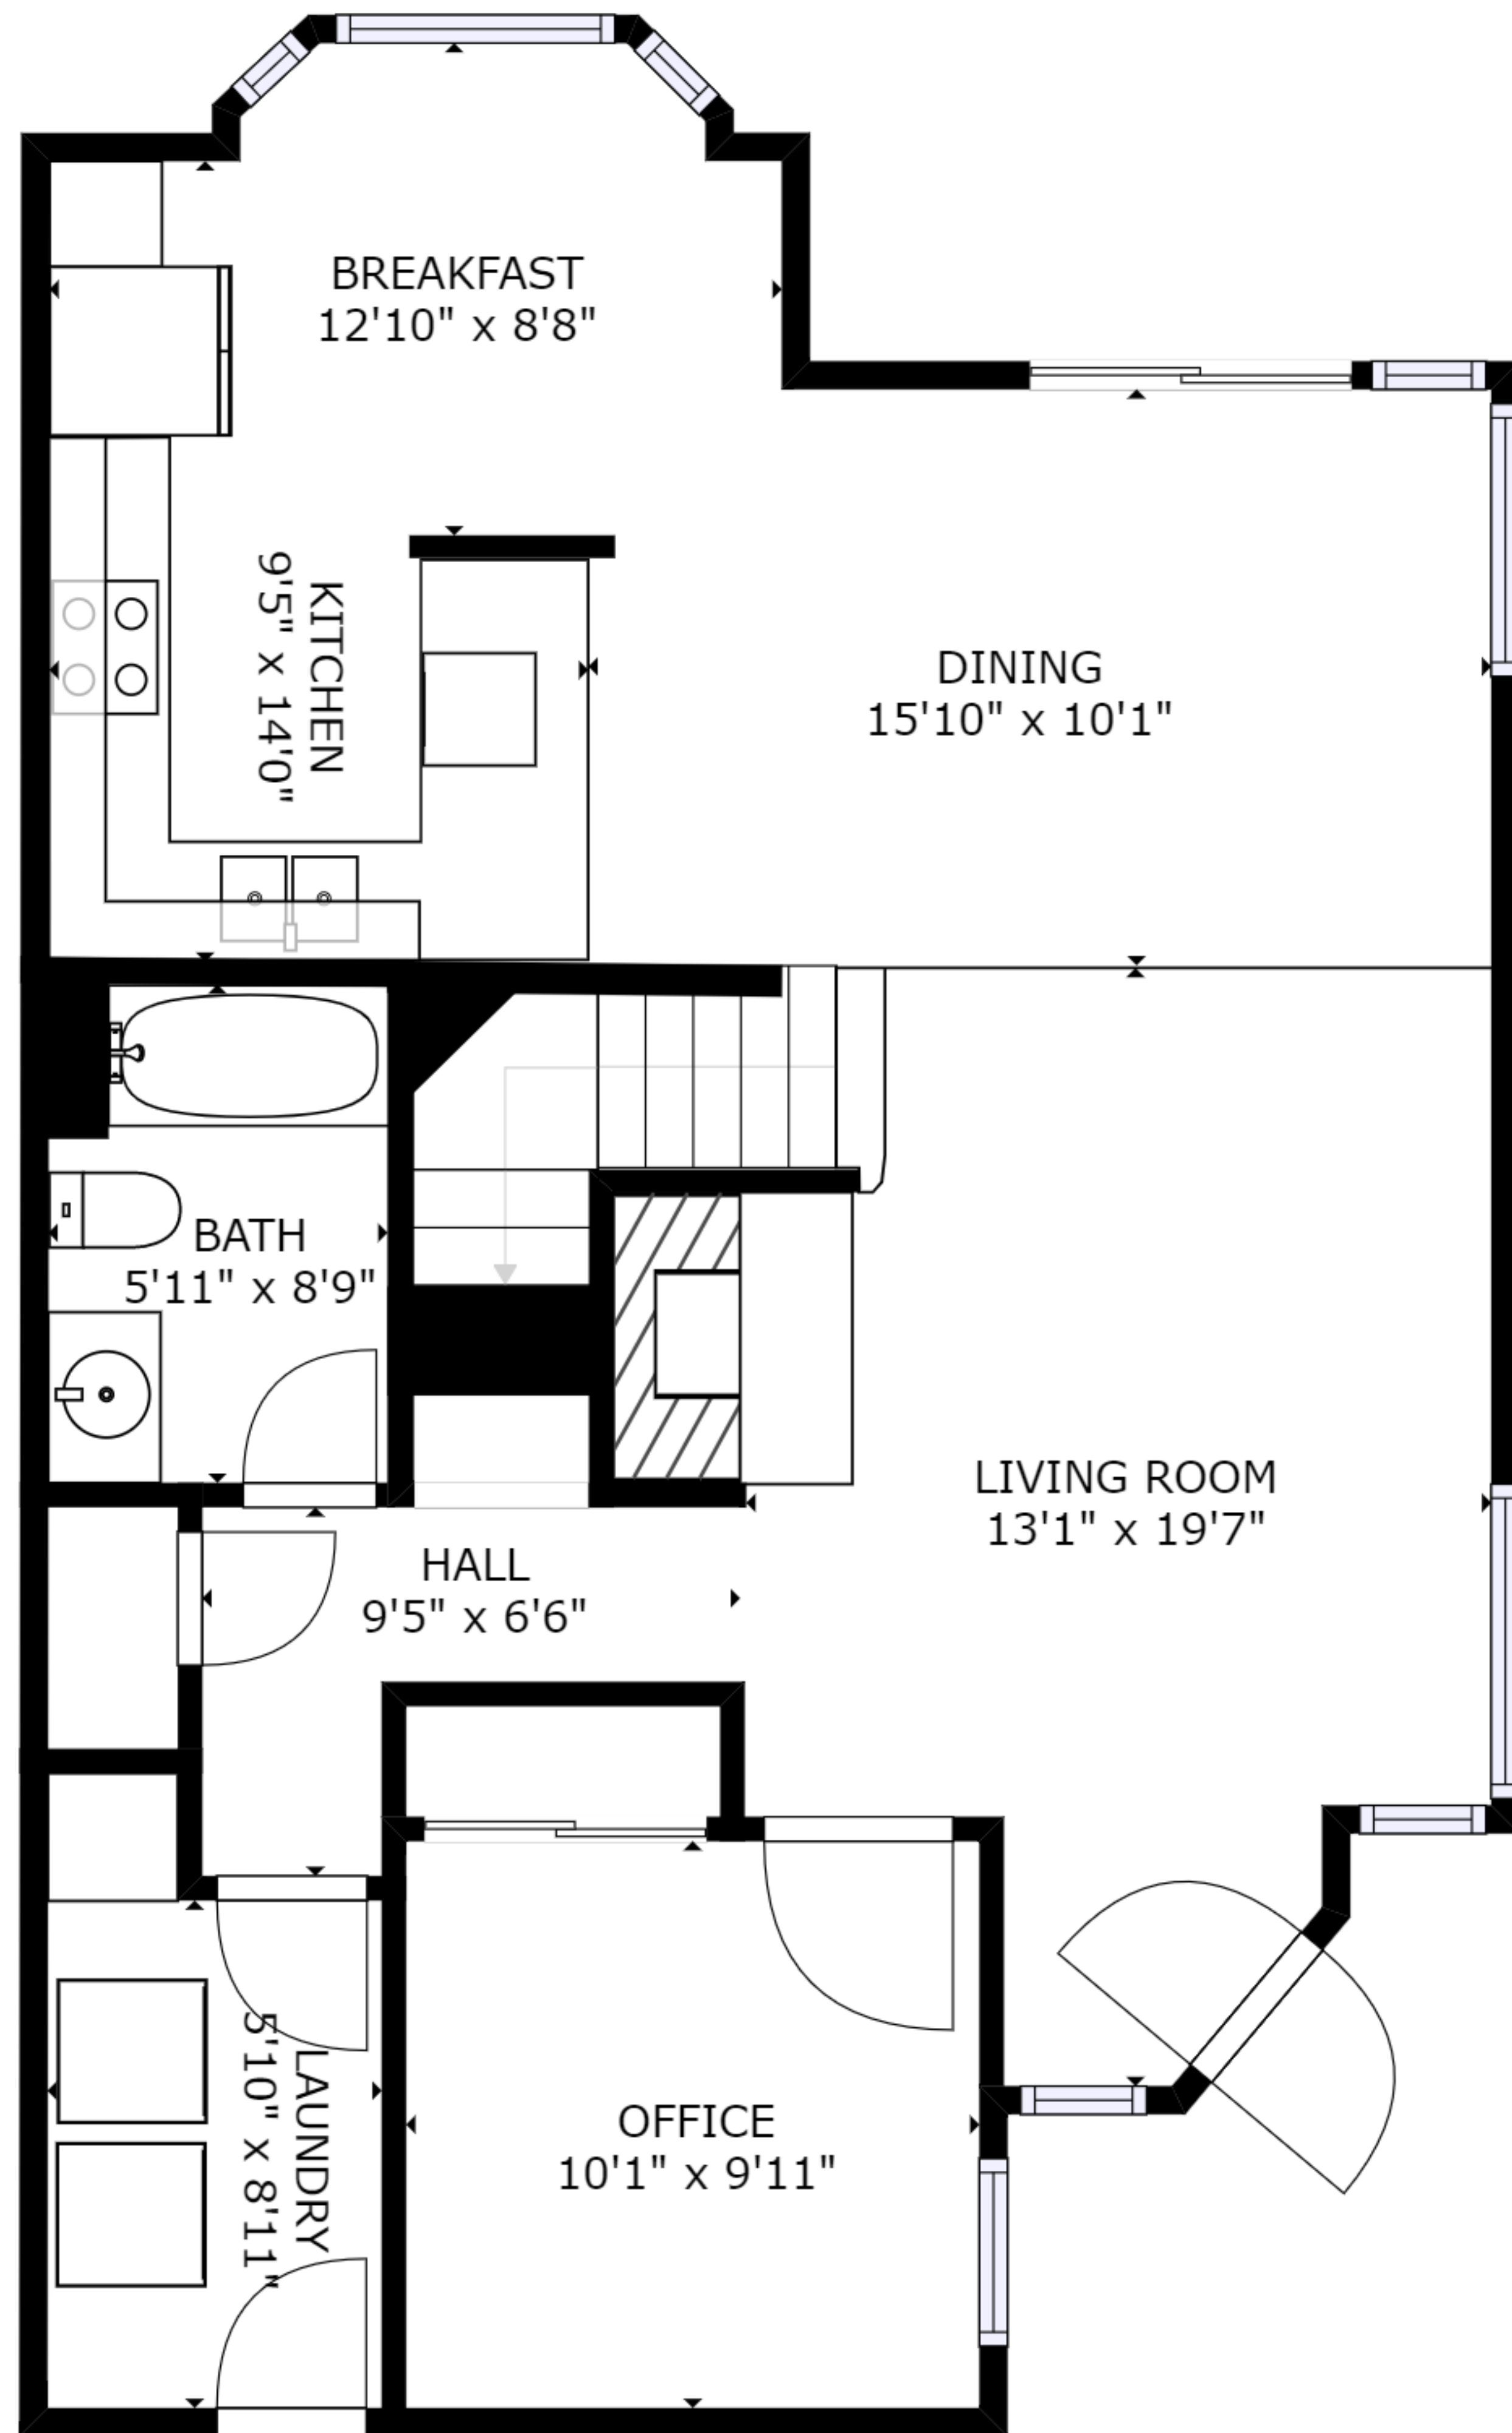 BREAKFAST
12'10" x 8'8"
KITCHEN
9'5" x 14'0"
DINING
15'10" x 10'1"
BATH
5'11" x 8'9"
LIVING ROOM
13'1" x 19'7"
HALL
9'5" x 6'6"
LAUNDRY
5'10" x 8'11"
OFFICE
10'1" x 9'11"